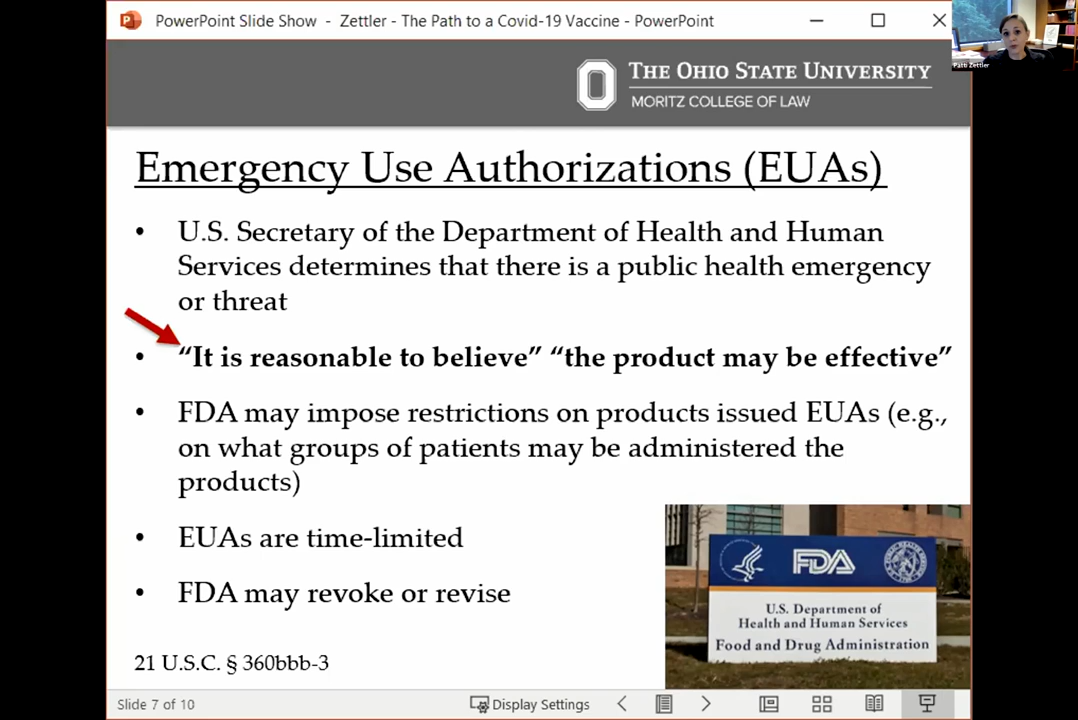 PowerPoint Slide Show - Zettler - The Path to a Covid-19 Vaccine - PowerPoint
Patti Zettler
THE OHIO STATE UNIVERSITY
MORITZ COLLEGE OF LAW
Emergency Use Authorizations (EUAs)
• U.S. Secretary of the Department of Health and Human
Services determines that there is a public health emergency
or threat
• “It is reasonable to believe” “the product may be effective”
• FDA may impose restrictions on products issued EUAs (e.g.,
on what groups of patients may be administered the
products)
• EUAs are time-limited
• FDA may revoke or revise
FDA
U.S. Department of
Health and Human Services
Food and Drug Administration
21 U.S.C. § 360bbb-3
Slide 7 of 10
Display Settings